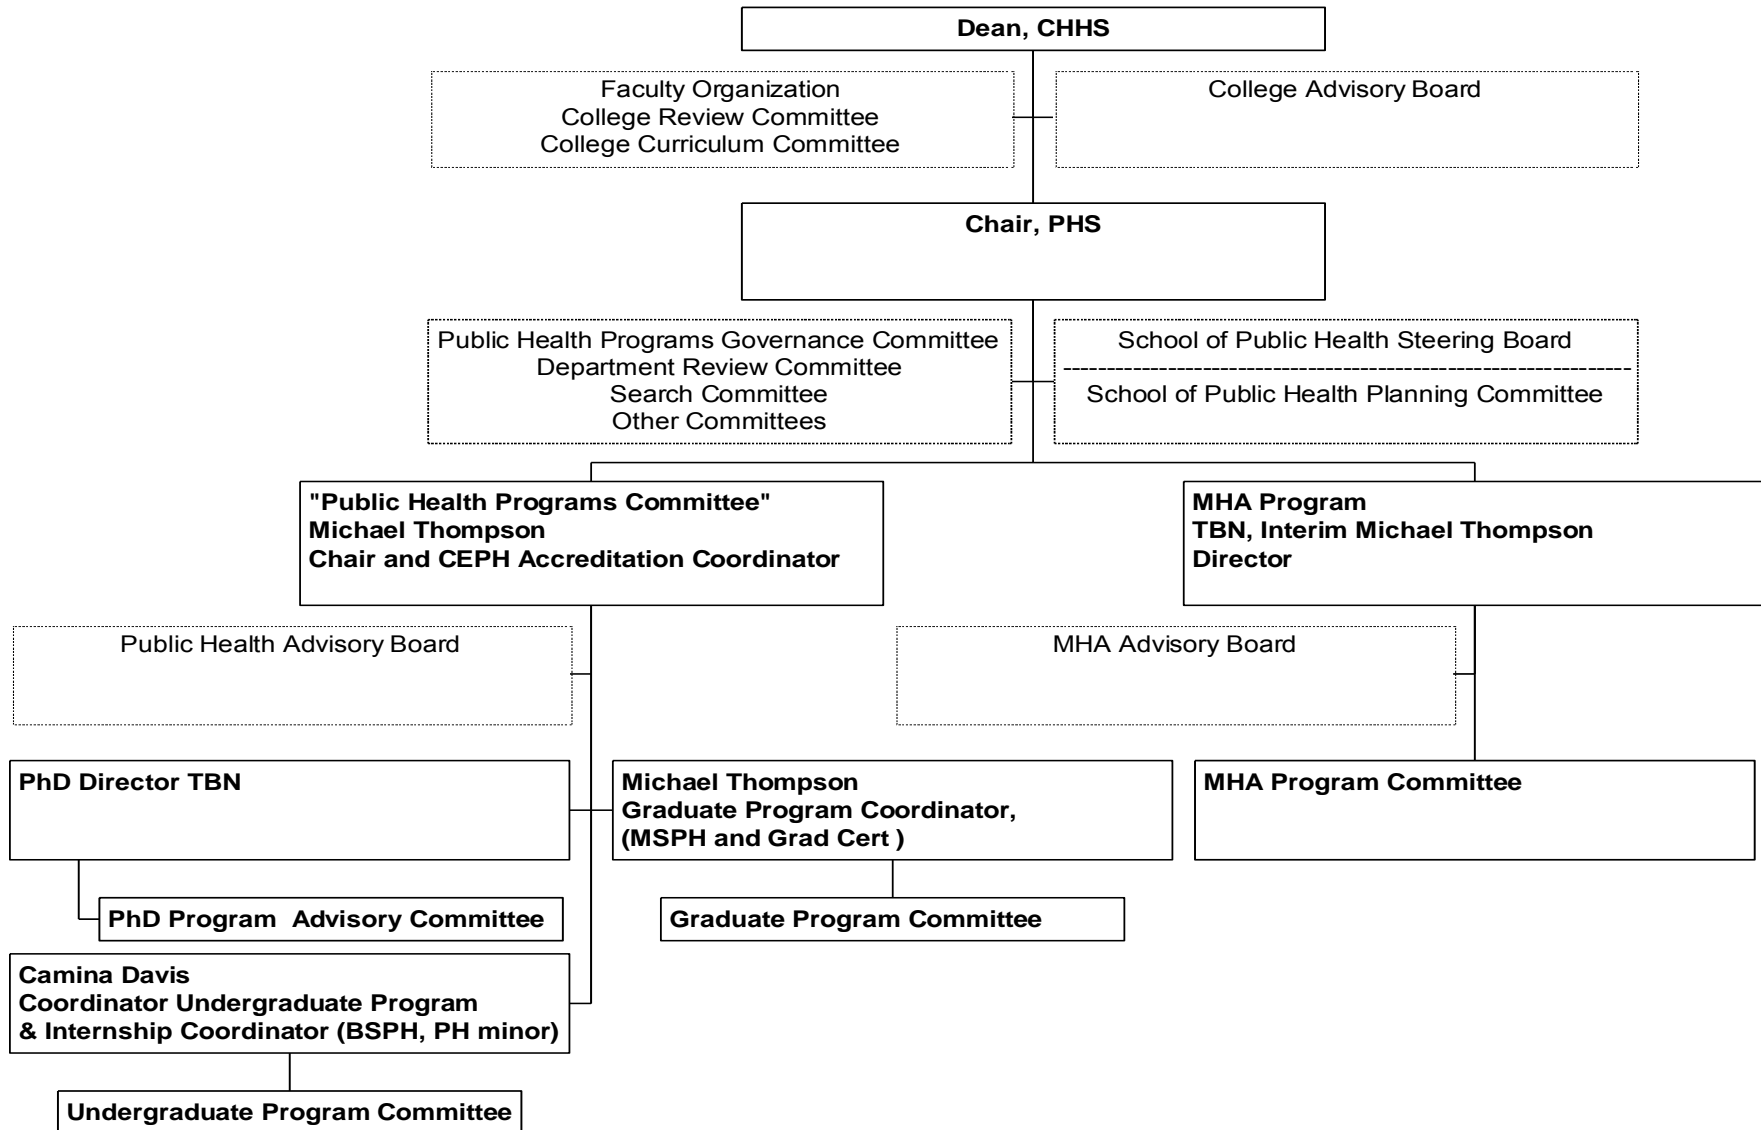 Dean, CHHS
Faculty Organization
College Review Committee
College Curriculum Committee
College Advisory Board
Chair, PHS
Public Health Programs Governance Committee
Department Review Committee
Search Committee
Other Committees
School of Public Health Steering Board
School of Public Health Planning Committee
"Public Health Programs Committee"
Michael Thompson
Chair and CEPH Accreditation Coordinator
MHA Program
TBN, Interim Michael Thompson
Director
Public Health Advisory Board
MHA Advisory Board
PhD Director TBN
Michael Thompson
Graduate Program Coordinator,
(MSPH and Grad Cert )
MHA Program Committee
PhD Program  Advisory Committee
Graduate Program Committee
Camina Davis
Coordinator Undergraduate Program
& Internship Coordinator (BSPH, PH minor)
Undergraduate Program Committee